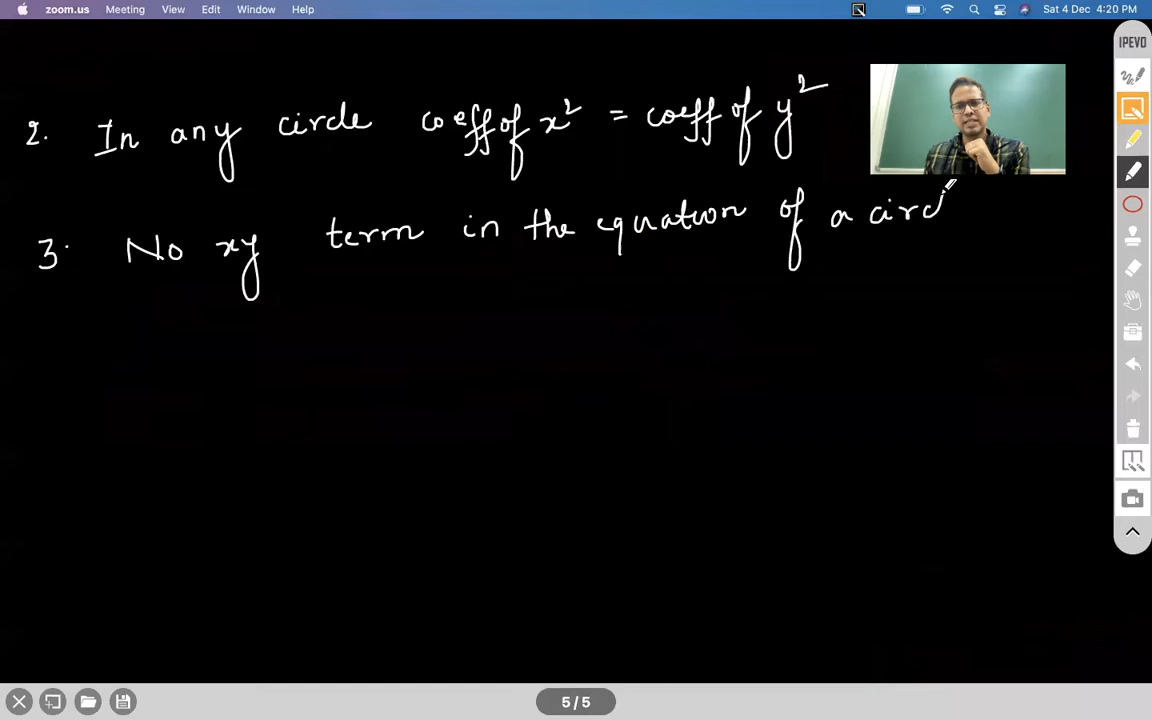 zoom.us Meeting View Edit Window Help Sat 4 Dec 4:20 PM
IPEVO
2. In any circle coeff of x² = coeff of y²
3. No xy term in the equation of a circ
5/5